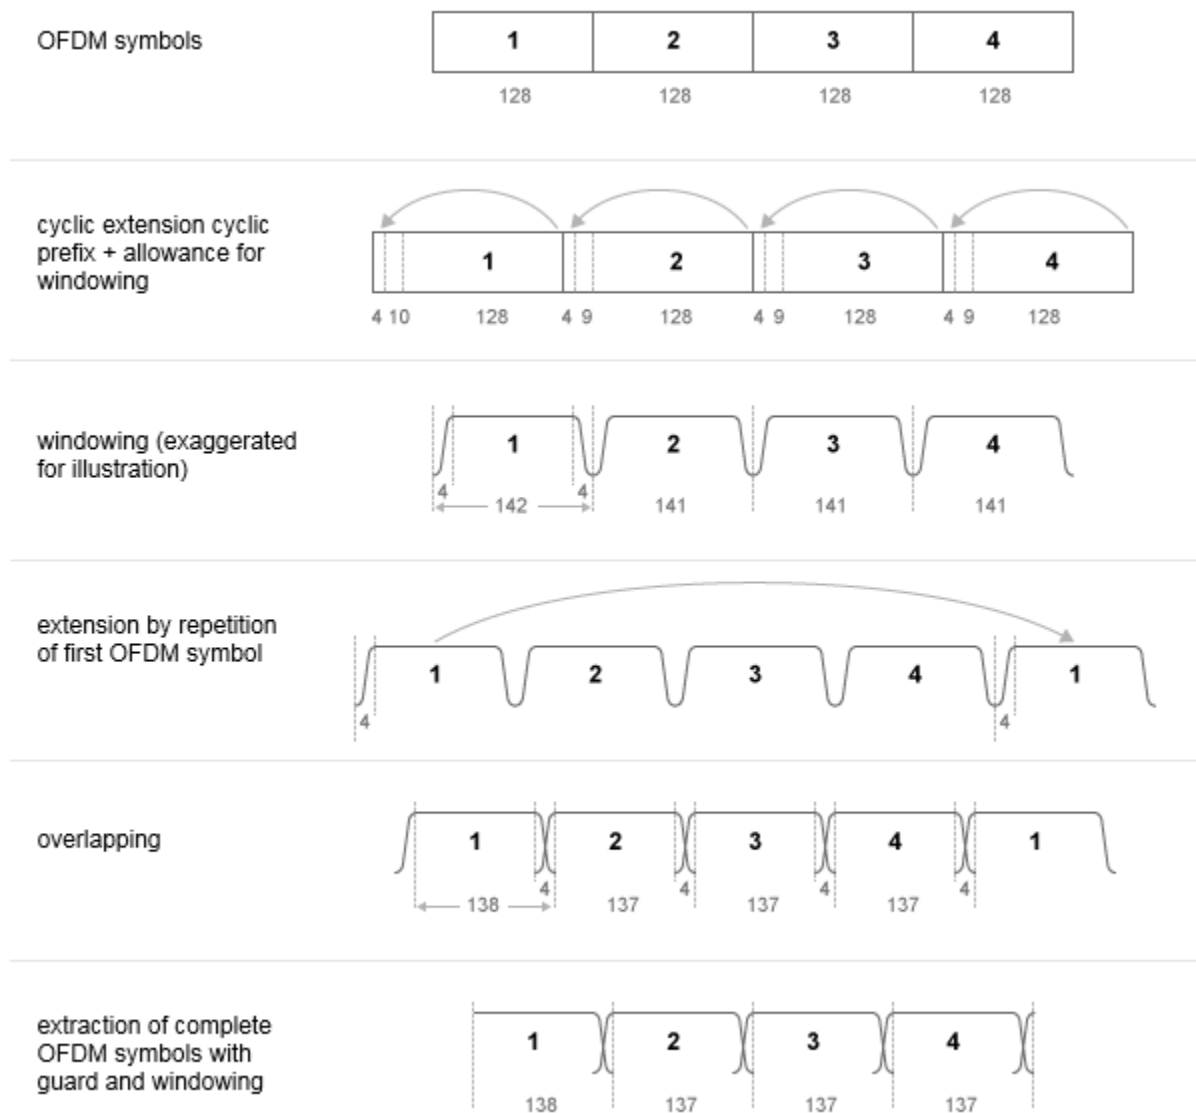 OFDM symbols
1 2 3 4
128 128 128 128
cyclic extension cyclic
prefix + allowance for
windowing
1 2 3 4
4 10 128 4 9 128 4 9 128 4 9 128
windowing (exaggerated
for illustration)
1 2 3 4
4 4
142 141 141 141
extension by repetition
of first OFDM symbol
1 2 3 4 1
4 4
overlapping
1 2 3 4 1
4 4 4 4
138 137 137 137
extraction of complete
OFDM symbols with
guard and windowing
1 2 3 4
138 137 137 137